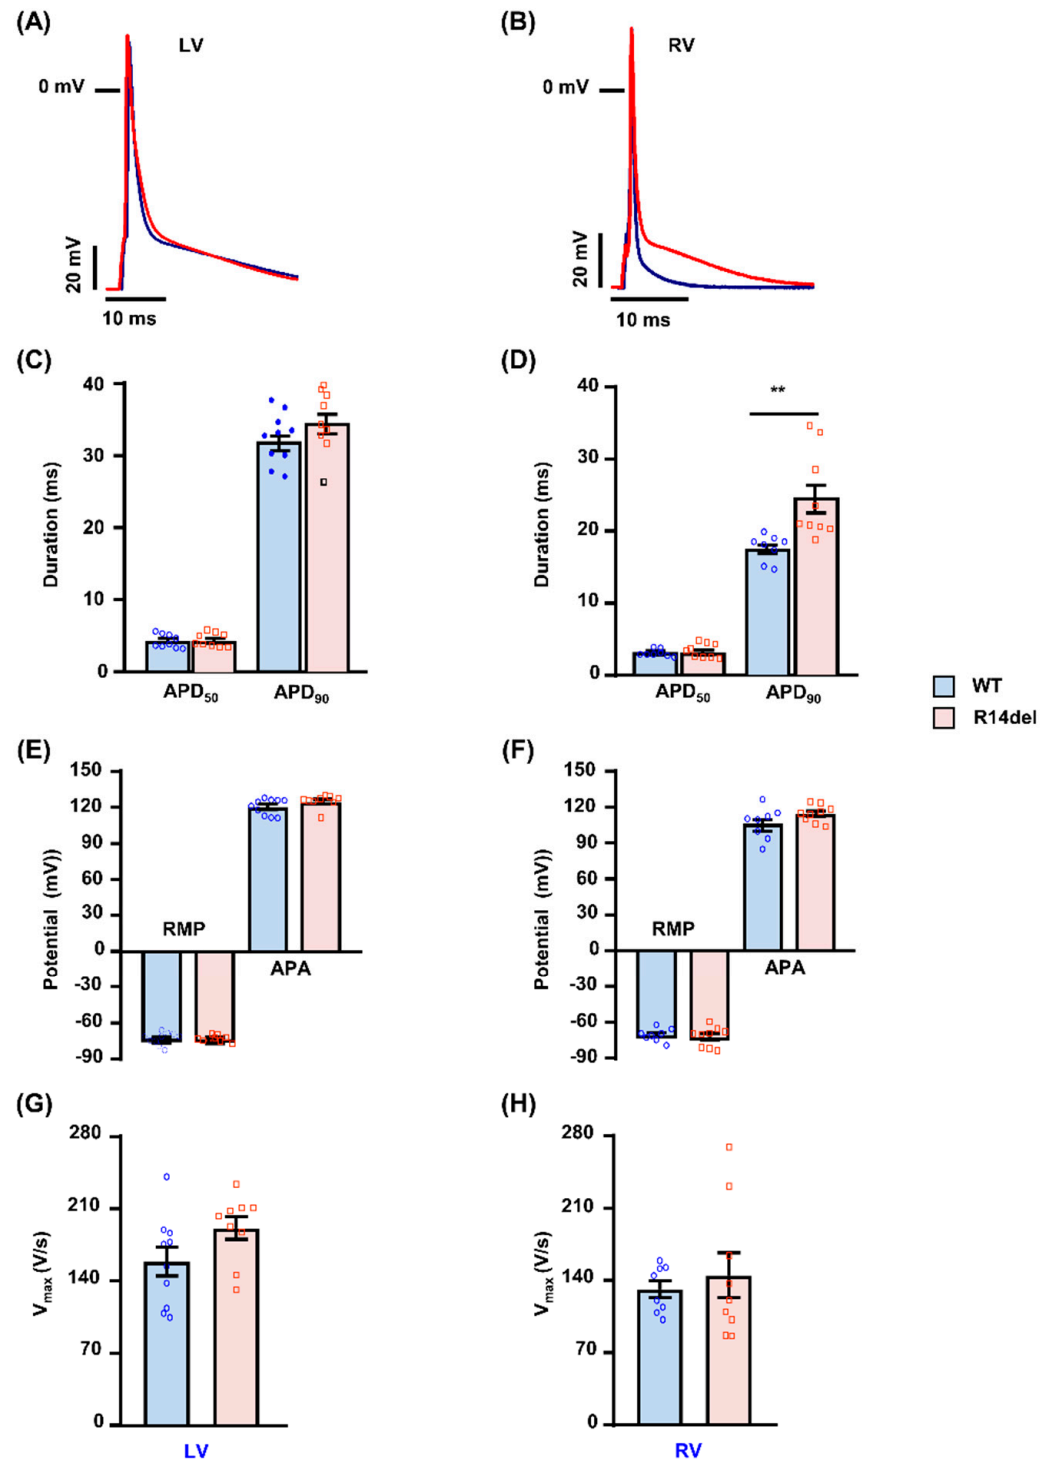 (A)
LV
0 mV
20 mV
10 ms
(B)
RV
0 mV
20 mV
10 ms
(C)
40
30
20
10
0
Duration (ms)
APD50
APD90
(D)
**
40
30
20
10
0
Duration (ms)
APD50
APD90
WT
R14del
(E)
150
120
90
60
30
0
-30
-60
-90
Potential (mV))
RMP
APA
(F)
150
120
90
60
30
0
-30
-60
-90
Potential (mV))
RMP
APA
(G)
280
210
140
70
0
Vmax (V/s)
LV
(H)
280
210
140
70
0
Vmax (V/s)
RV